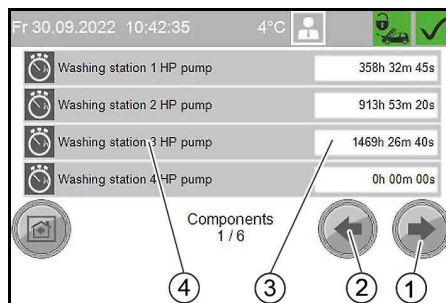 Fr 30.09.2022 10:42:35 4°C
Washing station 1 HP pump 358h 32m 45s
Washing station 2 HP pump 913h 53m 20s
Washing station 3 HP pump 1469h 26m 40s
Washing station 4 HP pump 0h 00m 00s
Components
1 / 6
4 3 2 1